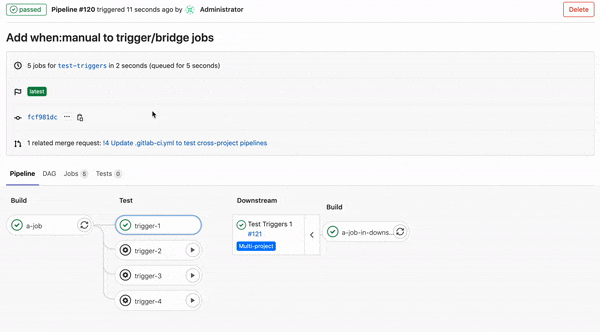 passed Pipeline #120 triggered 11 seconds ago by Administrator Delete
Add when:manual to trigger/bridge jobs
5 jobs for test-triggers in 2 seconds (queued for 5 seconds)
latest
fcf981dc ...
1 related merge request: !4 Update .gitlab-ci.yml to test cross-project pipelines
Pipeline DAG Jobs 5 Tests 0
Build Test Downstream Build
a-job trigger-1 Test Triggers 1 a-job-in-downs...
#121
Multi-project
trigger-2
trigger-3
trigger-4